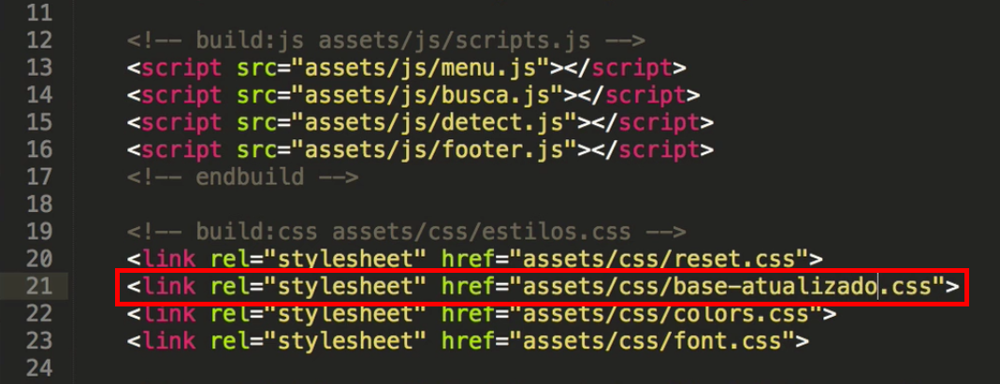 11
12 <!-- build:js assets/js/scripts.js -->
13 <script src="assets/js/menu.js"></script>
14 <script src="assets/js/busca.js"></script>
15 <script src="assets/js/detect.js"></script>
16 <script src="assets/js/footer.js"></script>
17 <!-- endbuild -->
18
19 <!-- build:css assets/css/estilos.css -->
20 <link rel="stylesheet" href="assets/css/reset.css">
21 <link rel="stylesheet" href="assets/css/base-atualizado.css">
22 <link rel="stylesheet" href="assets/css/colors.css">
23 <link rel="stylesheet" href="assets/css/font.css">
24